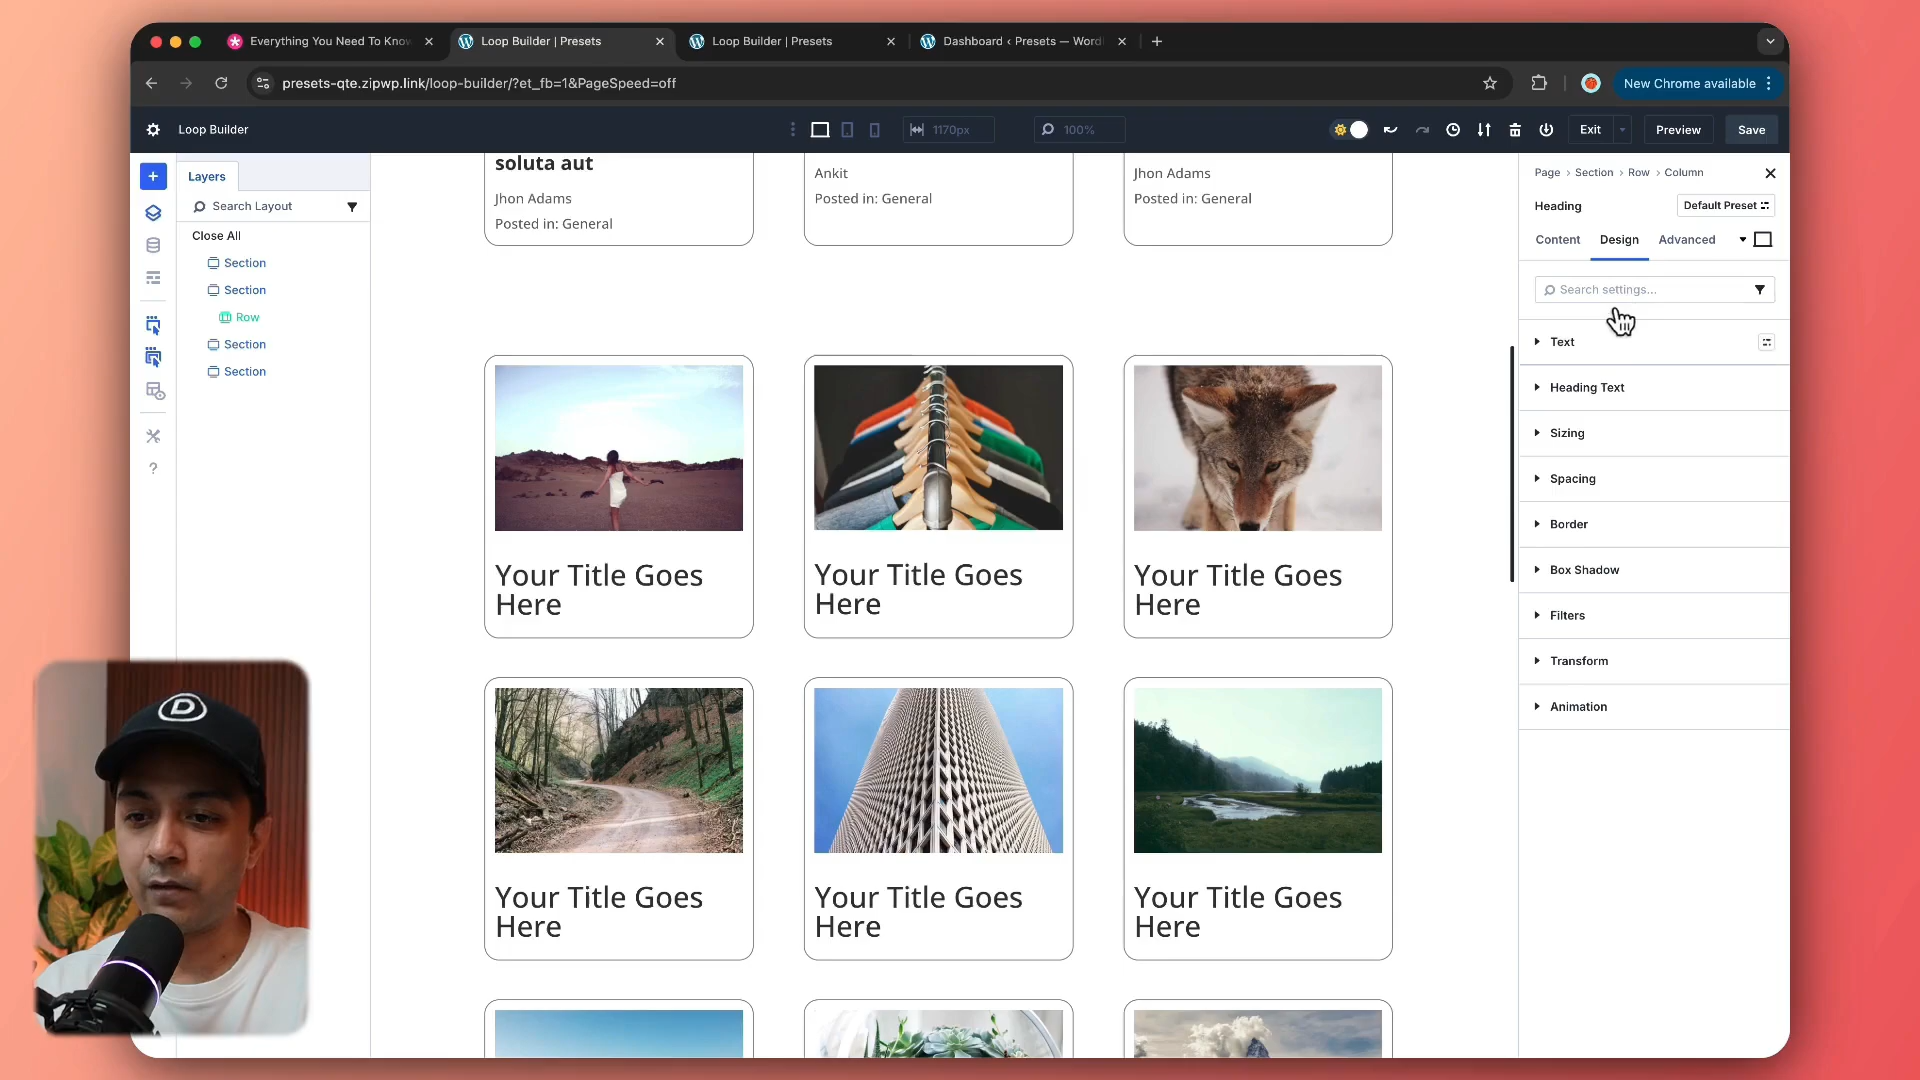 Everything You Need To Know
Loop Builder | Presets
Loop Builder | Presets
Dashboard ‹ Presets — Word
presets-qte.zipwp.link/loop-builder/?et_fb=1&PageSpeed=off
New Chrome available
Loop Builder
1170px
100%
Exit
Preview
Save
Layers
Search Layout
Close All
Section
Section
Row
Section
Section
soluta aut
Jhon Adams
Posted in: General
Ankit
Posted in: General
Jhon Adams
Posted in: General
Your Title Goes
Here
Your Title Goes
Here
Your Title Goes
Here
Your Title Goes
Here
Your Title Goes
Here
Your Title Goes
Here
Page › Section › Row › Column
Heading
Default Preset
Content
Design
Advanced
Search settings...
Text
Heading Text
Sizing
Spacing
Border
Box Shadow
Filters
Transform
Animation
?
D